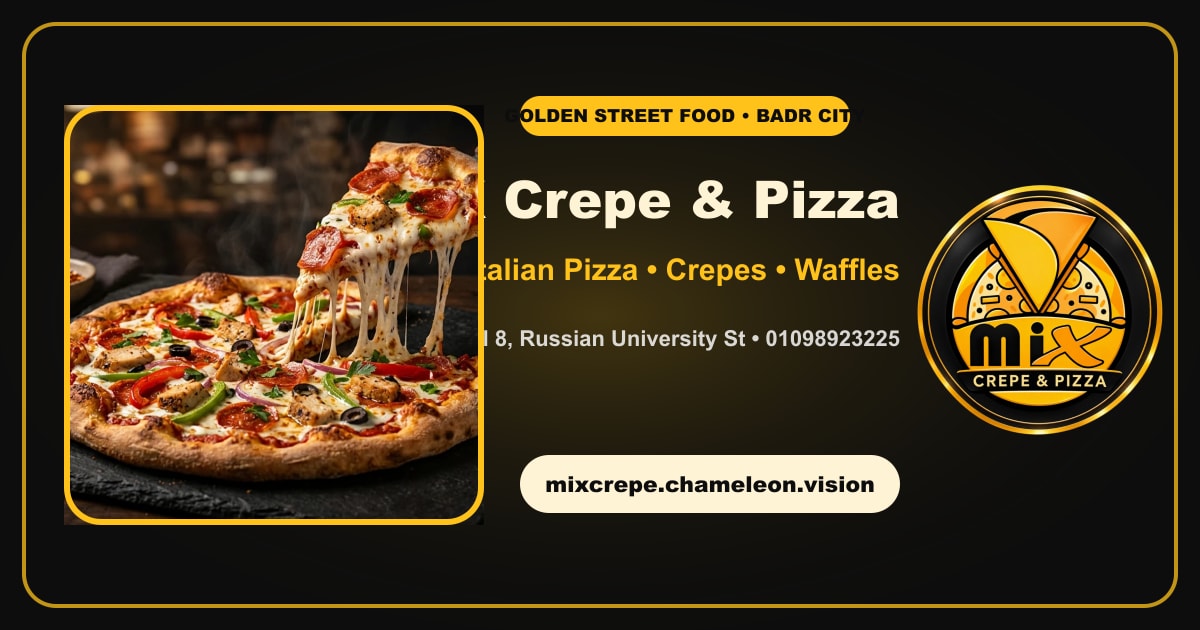 GOLDEN STREET FOOD • BADR CITY
Crepe & Pizza
Pizza • Crepes • Waffles
8, Russian University St • 01098923225
mixcrepe.chameleon.vision
mix
CREPE & PIZZA